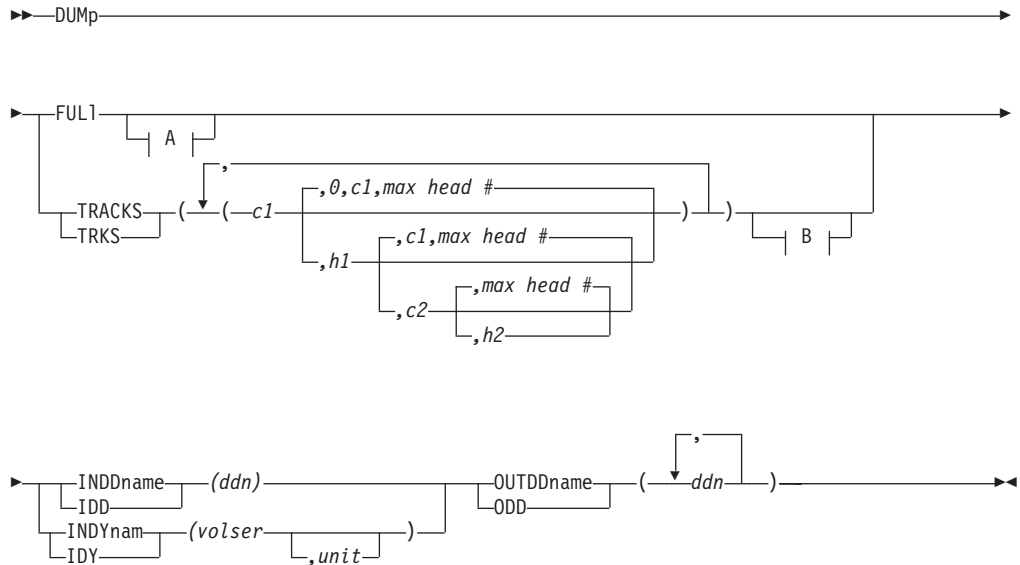 DUMp
FULl
A
,
,0,c1,max head #
TRACKS ( ( c1 ) )
TRKS
B
,c1,max head #
,h1
,max head #
,c2
,h2
,
INDDname (ddn) OUTDDname ( ddn )
IDD ODD
INDYnam (volser )
IDY ,unit